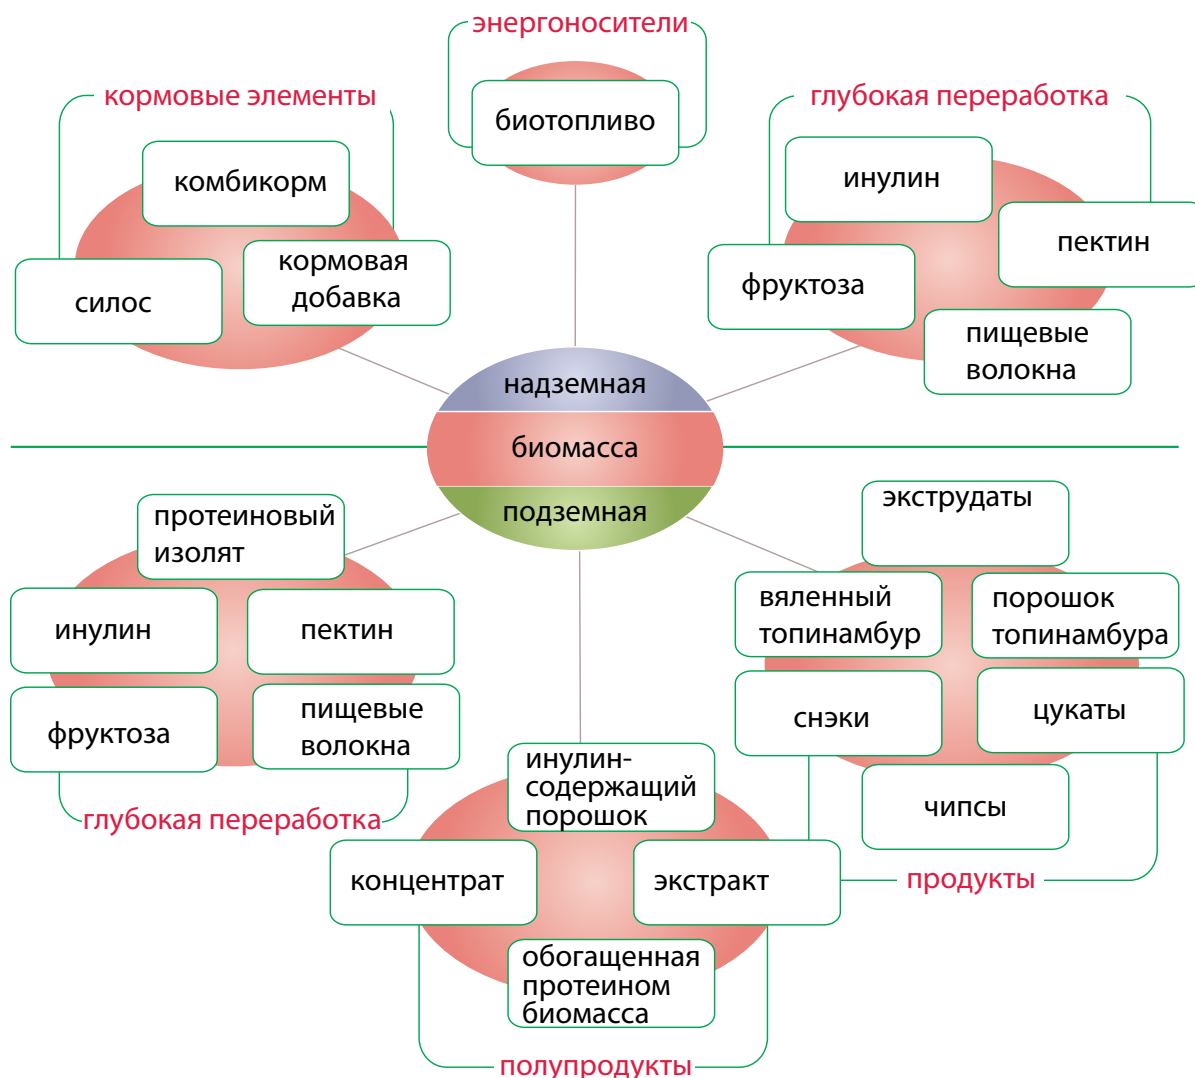 энергоносители
биотопливо
кормовые элементы
комбикорм
кормовая
добавка
силос
глубокая переработка
инулин
пектин
фруктоза
пищевые
волокна
надземная
биомасса
подземная
протеиновый
изолят
инулин
пектин
фруктоза
пищевые
волокна
глубокая переработка
инулин-
содержащий
порошок
концентрат
экстракт
обогащенная
протеином
биомасса
полупродукты
экструдаты
вяленный
топинамбур
порошок
топинамбура
снэки
цукаты
чипсы
продукты